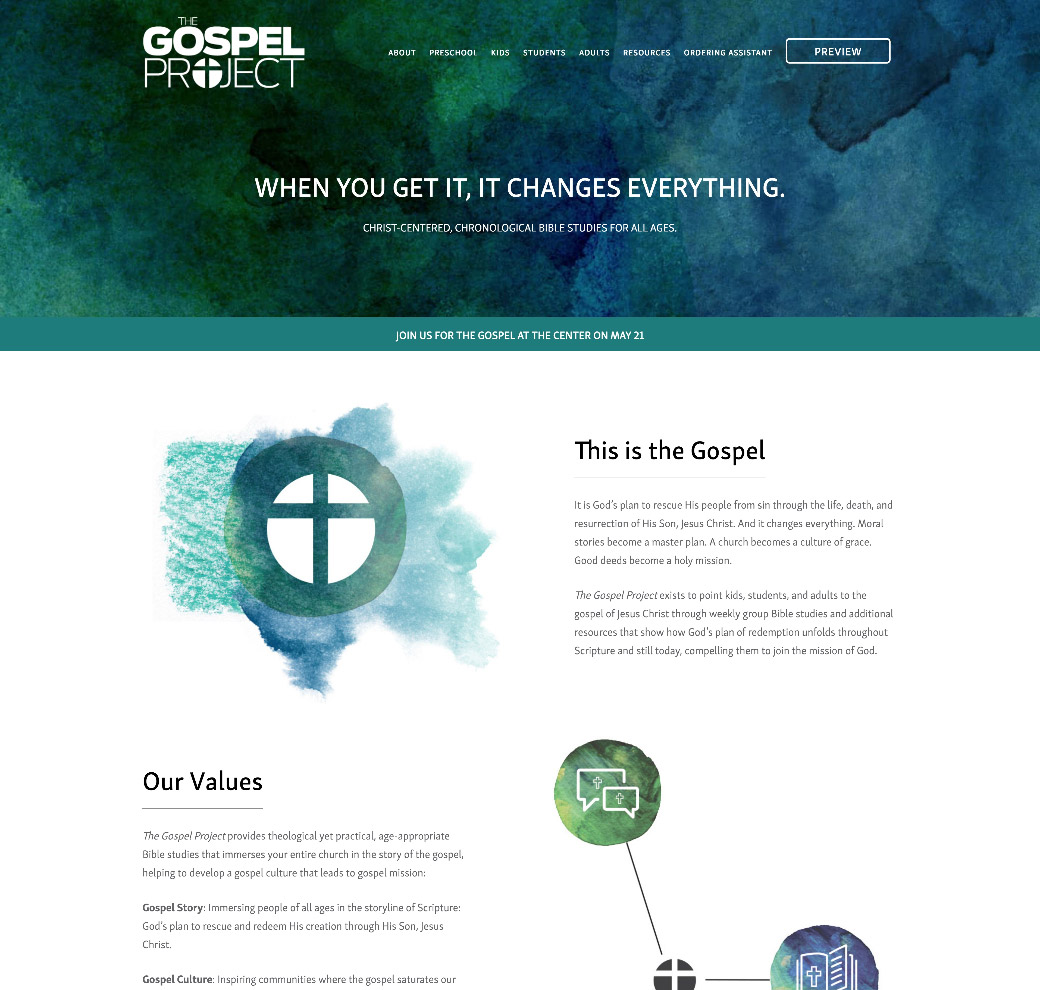 THE
GOSPEL
PROJECT
ABOUT PRESCHOOL KIDS STUDENTS ADULTS RESOURCES ORDERING ASSISTANT PREVIEW
WHEN YOU GET IT, IT CHANGES EVERYTHING.
CHRIST-CENTERED, CHRONOLOGICAL BIBLE STUDIES FOR ALL AGES.
JOIN US FOR THE GOSPEL AT THE CENTER ON MAY 21
This is the Gospel
It is God's plan to rescue His people from sin through the life, death, and
resurrection of His Son, Jesus Christ. And it changes everything. Moral
stories become a master plan. A church becomes a culture of grace.
Good deeds become a holy mission.
The Gospel Project exists to point kids, students, and adults to the
gospel of Jesus Christ through weekly group Bible studies and additional
resources that show how God's plan of redemption unfolds throughout
Scripture and still today, compelling them to join the mission of God.
Our Values
The Gospel Project provides theological yet practical, age-appropriate
Bible studies that immerses your entire church in the story of the gospel,
helping to develop a gospel culture that leads to gospel mission:
Gospel Story: Immersing people of all ages in the storyline of Scripture:
God's plan to rescue and redeem His creation through His Son, Jesus
Christ.
Gospel Culture: Inspiring communities where the gospel saturates our